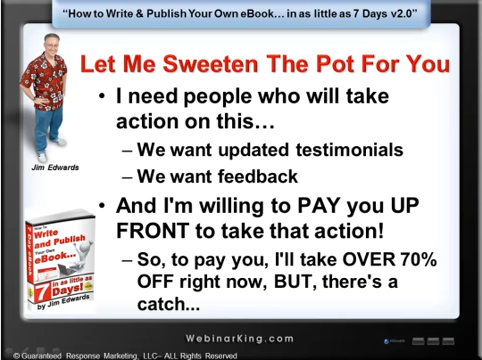 “How to Write & Publish Your Own eBook… in as little as 7 Days v2.0”
Let Me Sweeten The Pot For You
• I need people who will take
action on this…
– We want updated testimonials
– We want feedback
Jim Edwards
• And I'm willing to PAY you UP
FRONT to take that action!
– So, to pay you, I'll take OVER 70%
OFF right now, BUT, there's a
catch...
How To
Write
and Publish
Your Own
eBook...
in as little as
7 Days!
by Jim Edwards
WebinarKing.com
© Guaranteed Response Marketing, LLC– ALL Rights Reserved